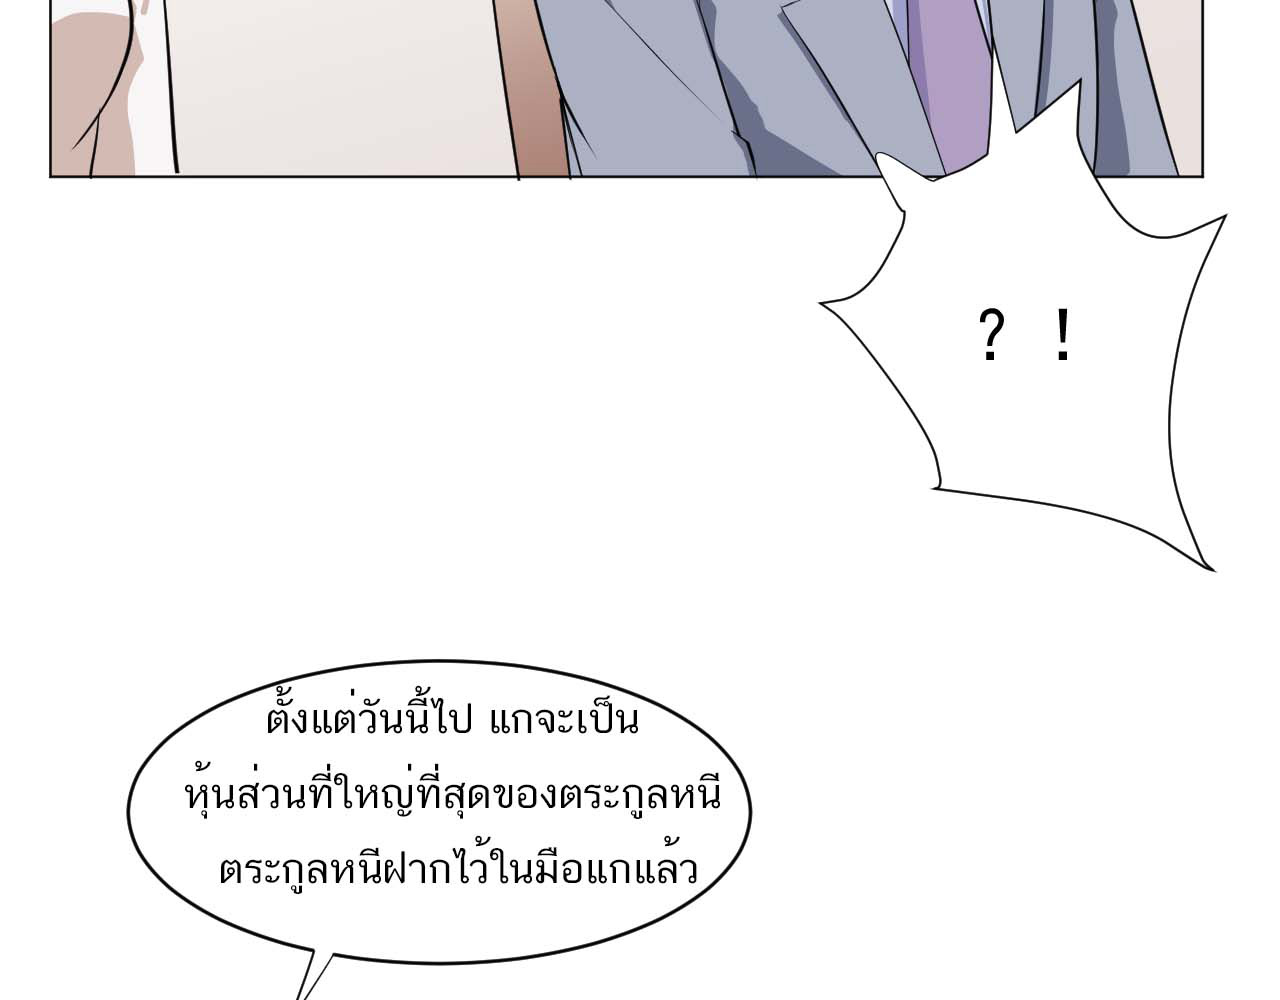 ? !
ตั้งแต่วันนี้ไป แกจะเป็น
หุ้นส่วนที่ใหญ่ที่สุดของตระกูลหนี
ตระกูลหนีฝากไว้ในมือแกแล้ว